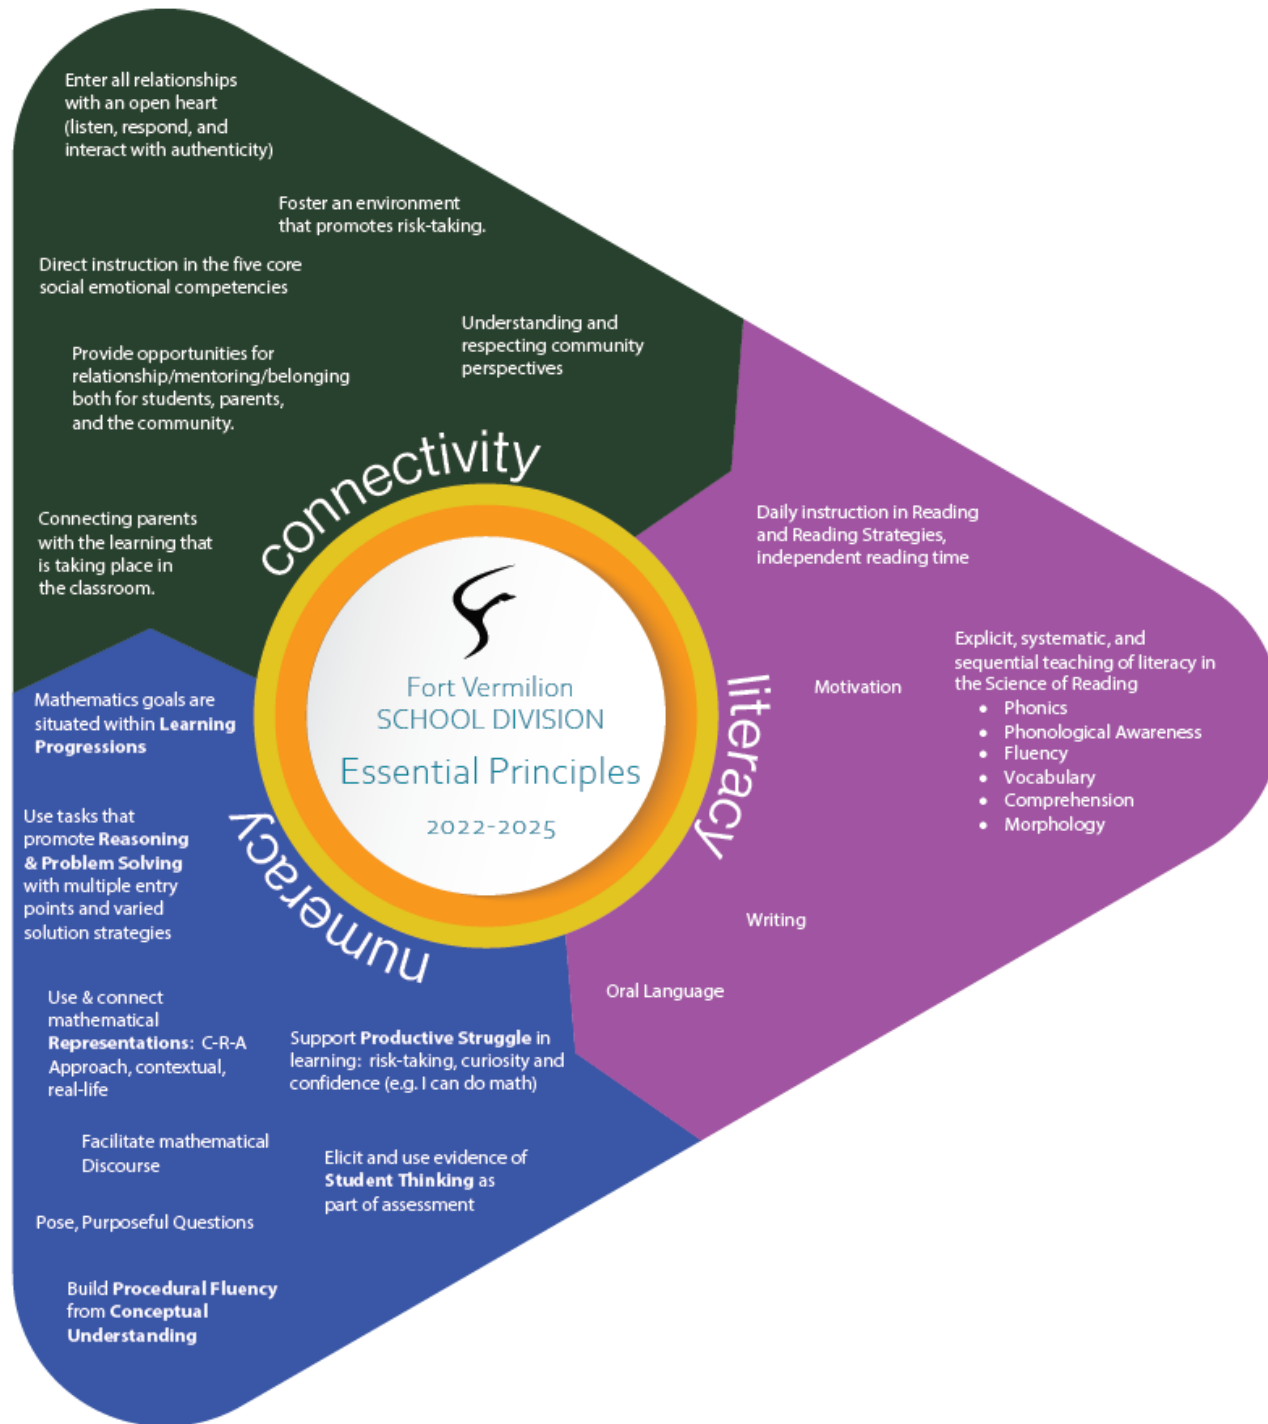 Enter all relationships
with an open heart
(listen, respond, and
interact with authenticity)
Foster an environment
that promotes risk-taking.
Direct instruction in the five core
social emotional competencies
Understanding and
respecting community
perspectives
Provide opportunities for
relationship/mentoring/belonging
both for students, parents,
and the community.
Connecting parents
with the learning that
is taking place in
the classroom.
connectivity
Fort Vermilion
SCHOOL DIVISION
Essential Principles
2022-2025
literacy
Daily instruction in Reading
and Reading Strategies,
independent reading time
Motivation
Explicit, systematic, and
sequential teaching of literacy in
the Science of Reading
• Phonics
• Phonological Awareness
• Fluency
• Vocabulary
• Comprehension
• Morphology
Writing
Oral Language
numeracy
Mathematics goals are
situated within Learning
Progressions
Use tasks that
promote Reasoning
& Problem Solving
with multiple entry
points and varied
solution strategies
Use & connect
mathematical
Representations: C-R-A
Approach, contextual,
real-life
Support Productive Struggle in
learning: risk-taking, curiosity and
confidence (e.g. I can do math)
Facilitate mathematical
Discourse
Elicit and use evidence of
Student Thinking as
part of assessment
Pose, Purposeful Questions
Build Procedural Fluency
from Conceptual
Understanding